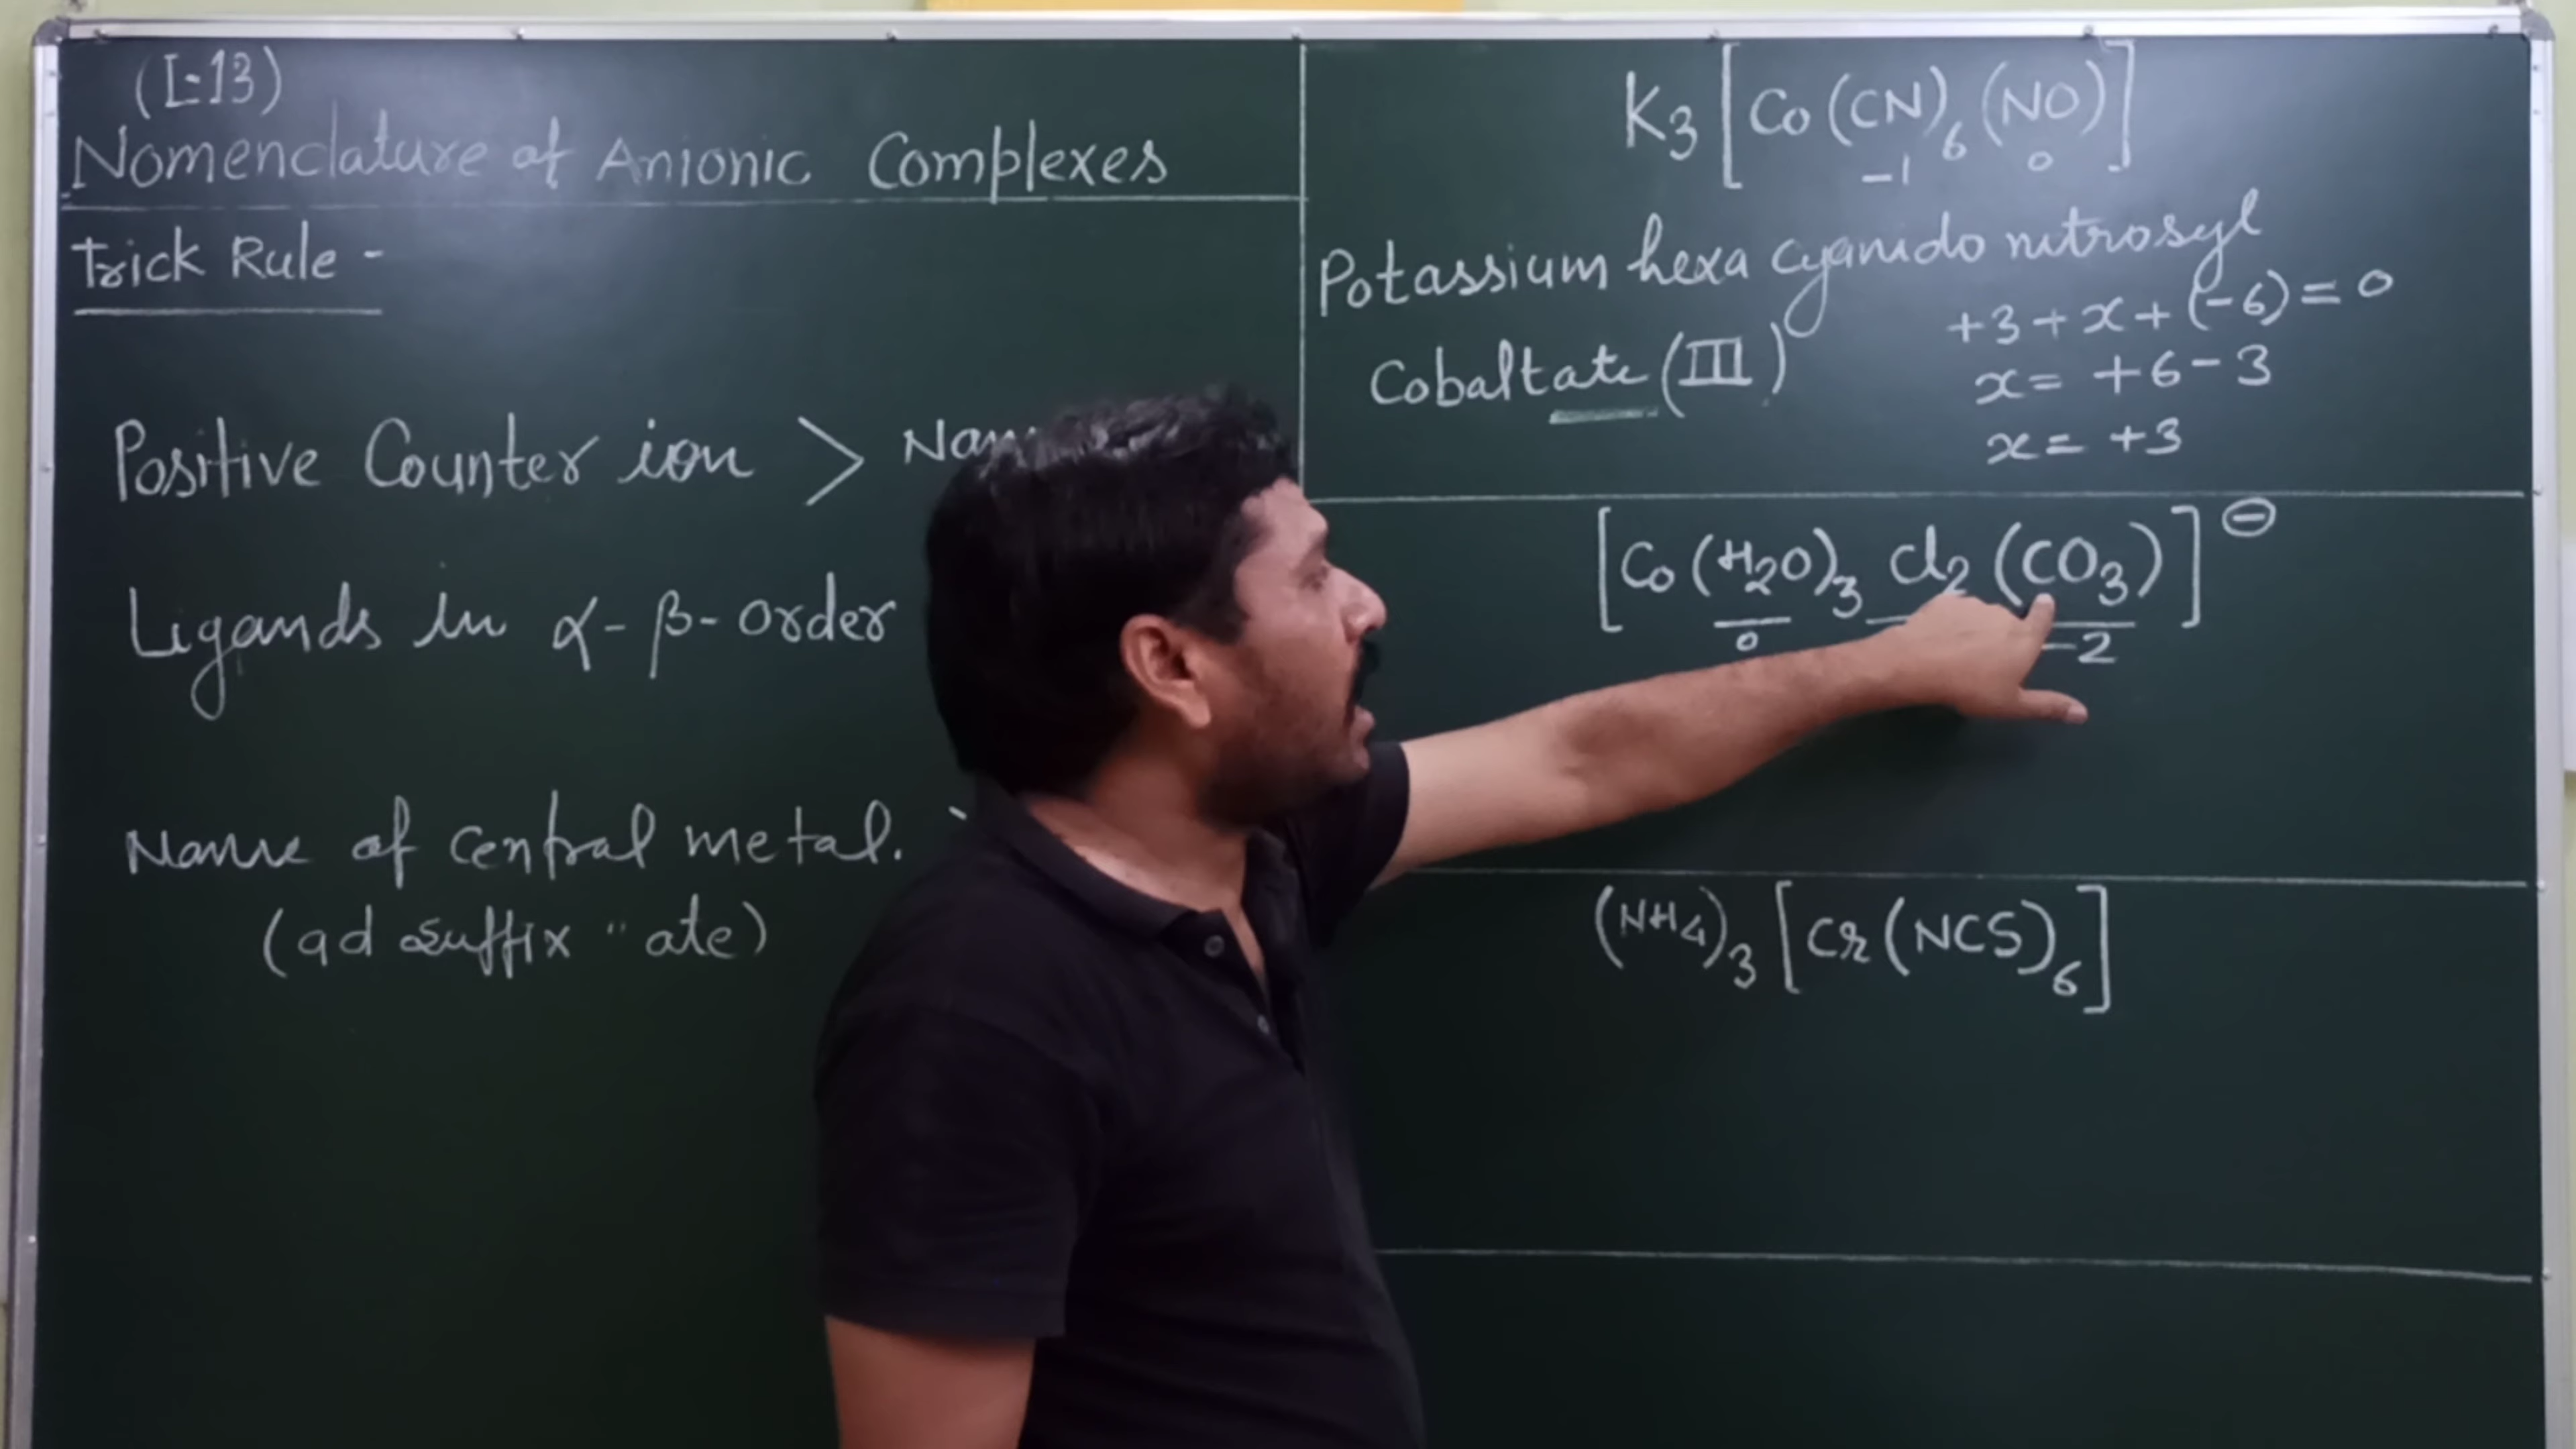 (L-13)
Nomenclature of Anionic Complexes
Trick Rule -
Positive Counter ion >
Ligands in α-β-order
Name of central metal.
(ad suffix " ate)
K3[Co(CN)6(NO)]
-1 0
Potassium hexa cyanido nitrosyl
Cobaltate (III)
+3+x+(-6)=0
x= +6-3
x= +3
[Co(H2O)3 Cl2 (CO3)]⊖
0 -2
(NH4)3[Cr(NCS)6]